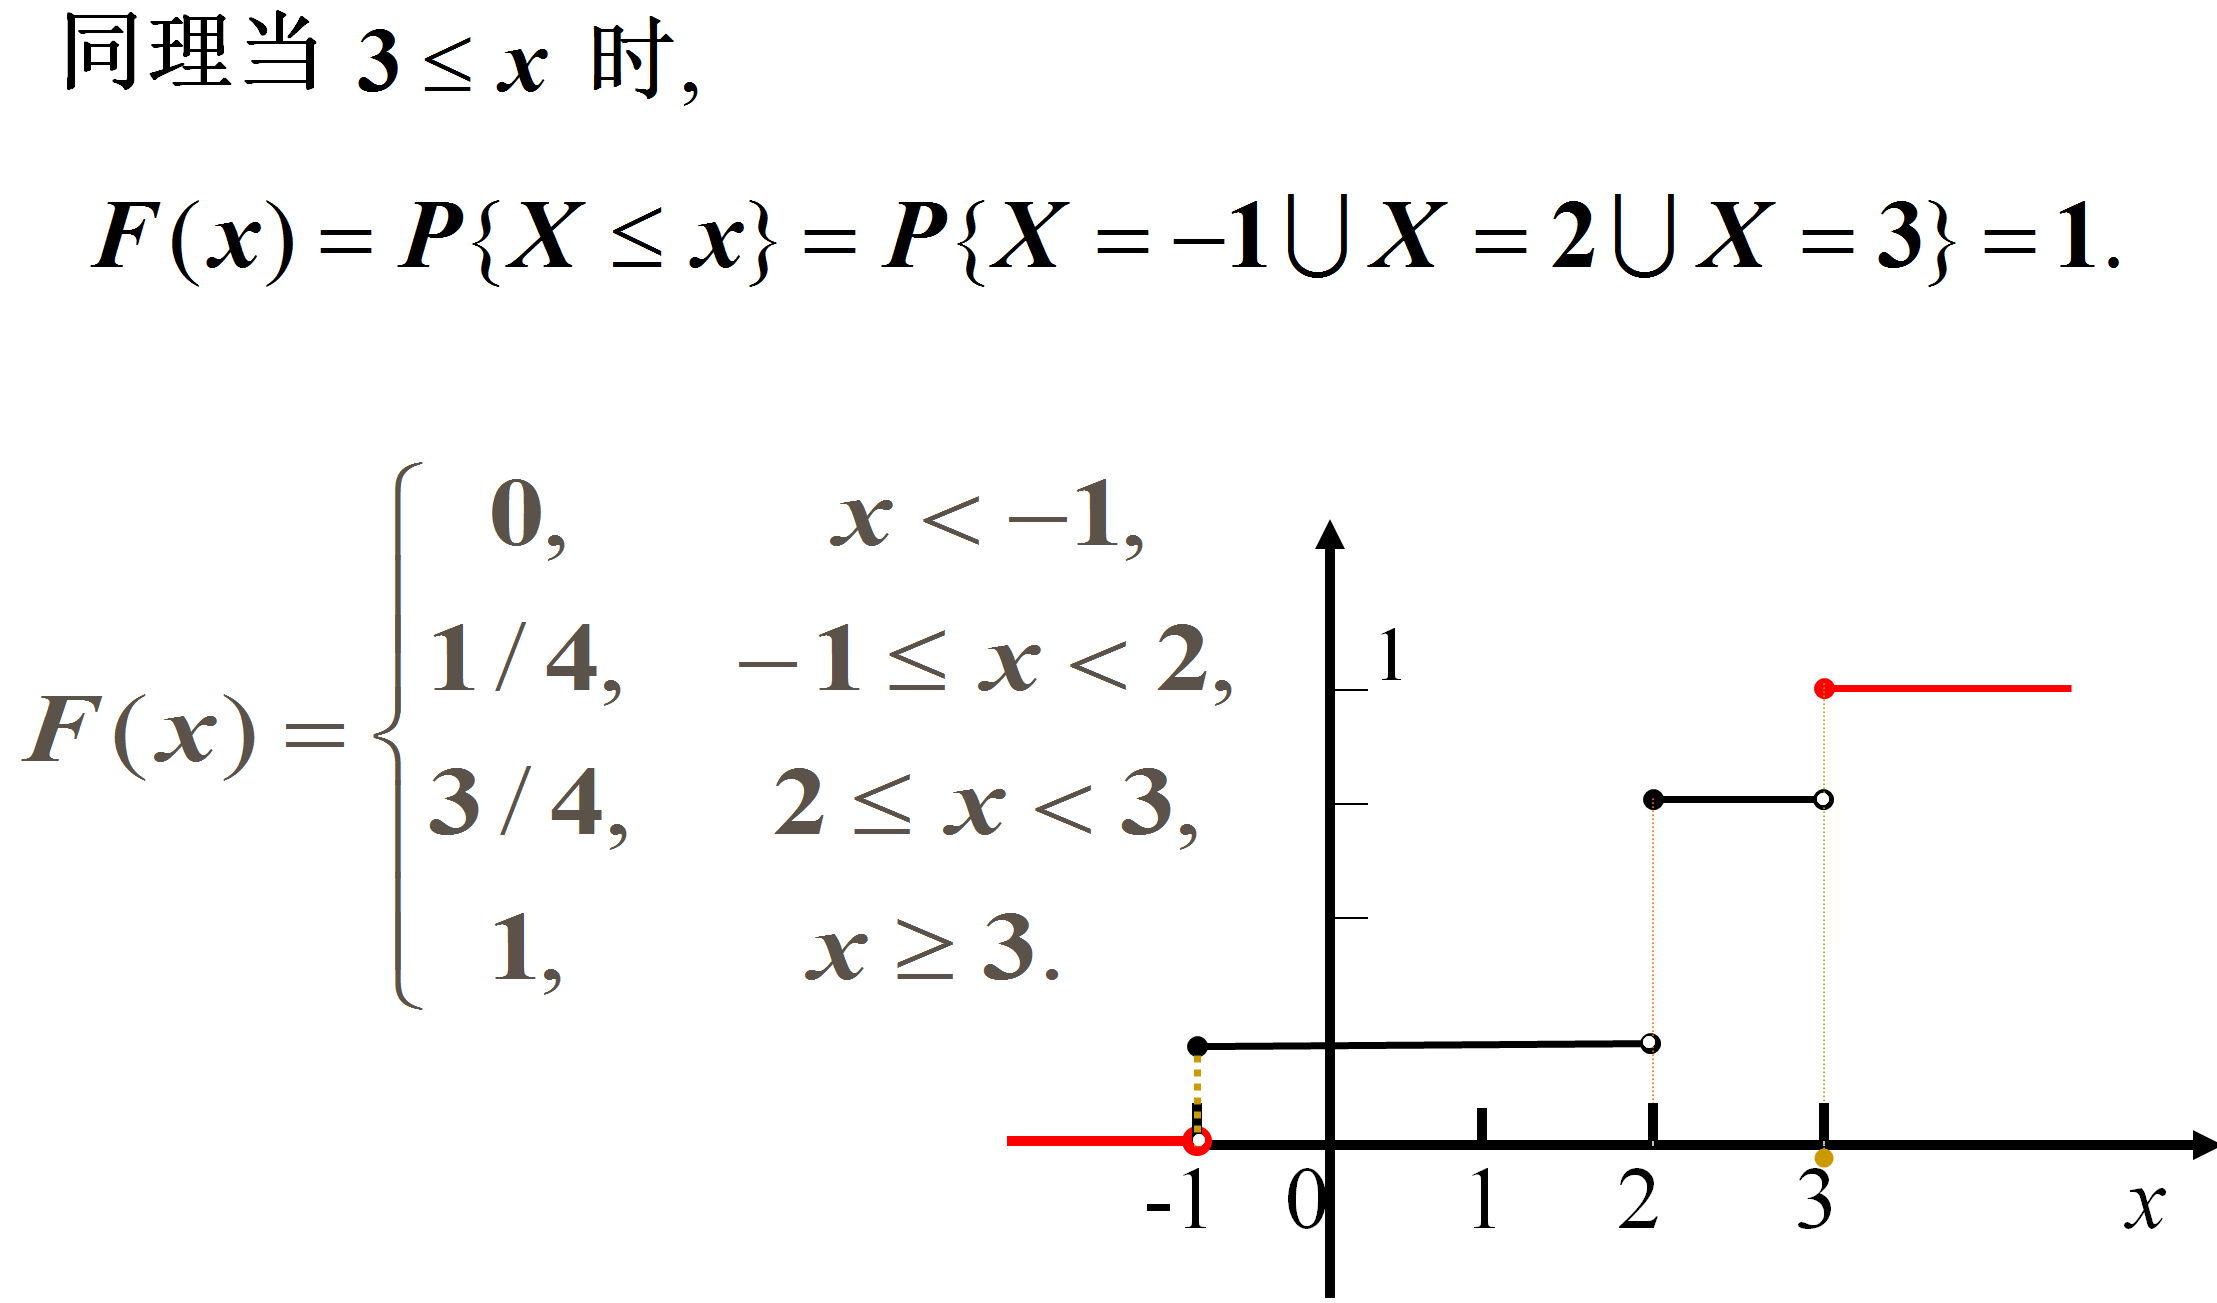 同理当 3 ≤ x 时,
F(x) = P{X ≤ x} = P{X = −1 ∪ X = 2 ∪ X = 3} = 1.
0, x < −1,
1/4, −1 ≤ x < 2,
F(x) =
3/4, 2 ≤ x < 3,
1, x ≥ 3.
1
-1 0 1 2 3 x